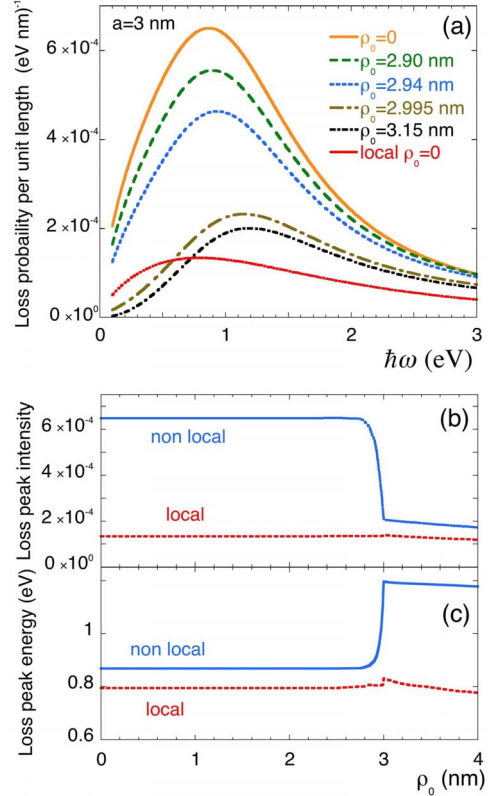 a=3 nm
(a)
ρ₀=0
ρ₀=2.90 nm
ρ₀=2.94 nm
ρ₀=2.995 nm
ρ₀=3.15 nm
local ρ₀=0
Loss probaility per unit length (eV nm)⁻¹
6 ×10⁻⁴
4 ×10⁻⁴
2 ×10⁻⁴
0 ×10⁰
0 1 2 3
ℏω (eV)
(b)
Loss peak intensity
6 ×10⁻⁴
4 ×10⁻⁴
2 ×10⁻⁴
0 ×10⁰
non local
local
(c)
Loss peak energy (eV)
1
0.8
0.6
non local
local
0 1 2 3 4
ρ₀ (nm)